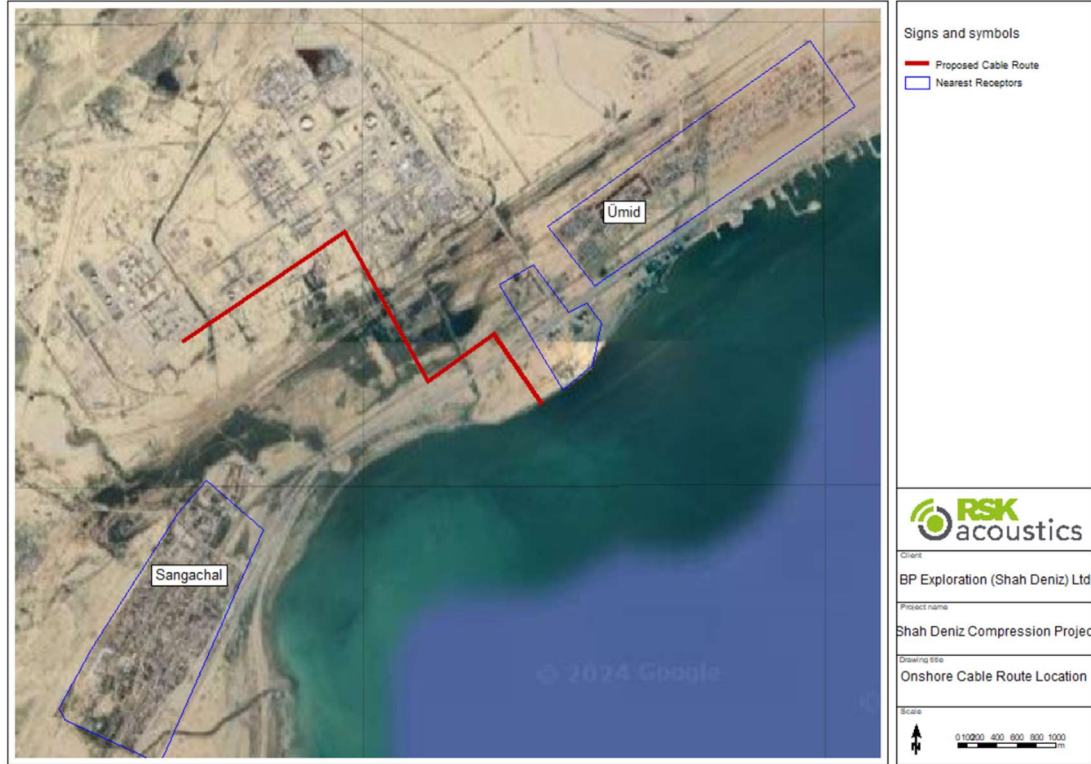 Signs and symbols
Proposed Cable Route
Nearest Receptors
Ümid
Sangachal
© 2024 Google
RSK
acoustics
Client
BP Exploration (Shah Deniz) Ltd
Project name
Shah Deniz Compression Projec
Drawing title
Onshore Cable Route Location
Scale
N
0 100 200 400 600 800 1000
m